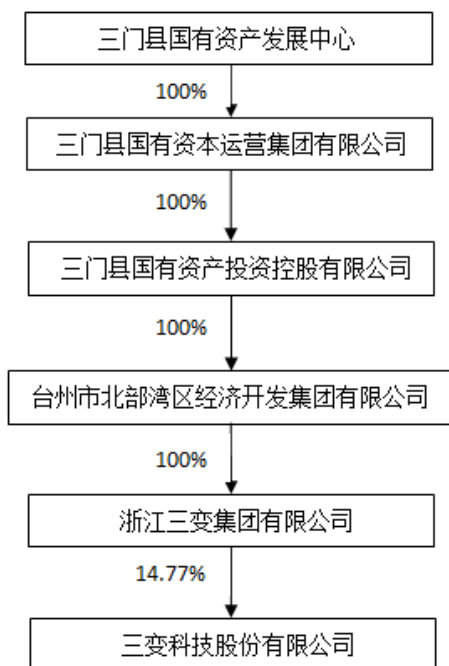 三门县国有资产发展中心
100%
三门县国有资本运营集团有限公司
100%
三门县国有资产投资控股有限公司
100%
台州市北部湾区经济开发集团有限公司
100%
浙江三变集团有限公司
14.77%
三变科技股份有限公司